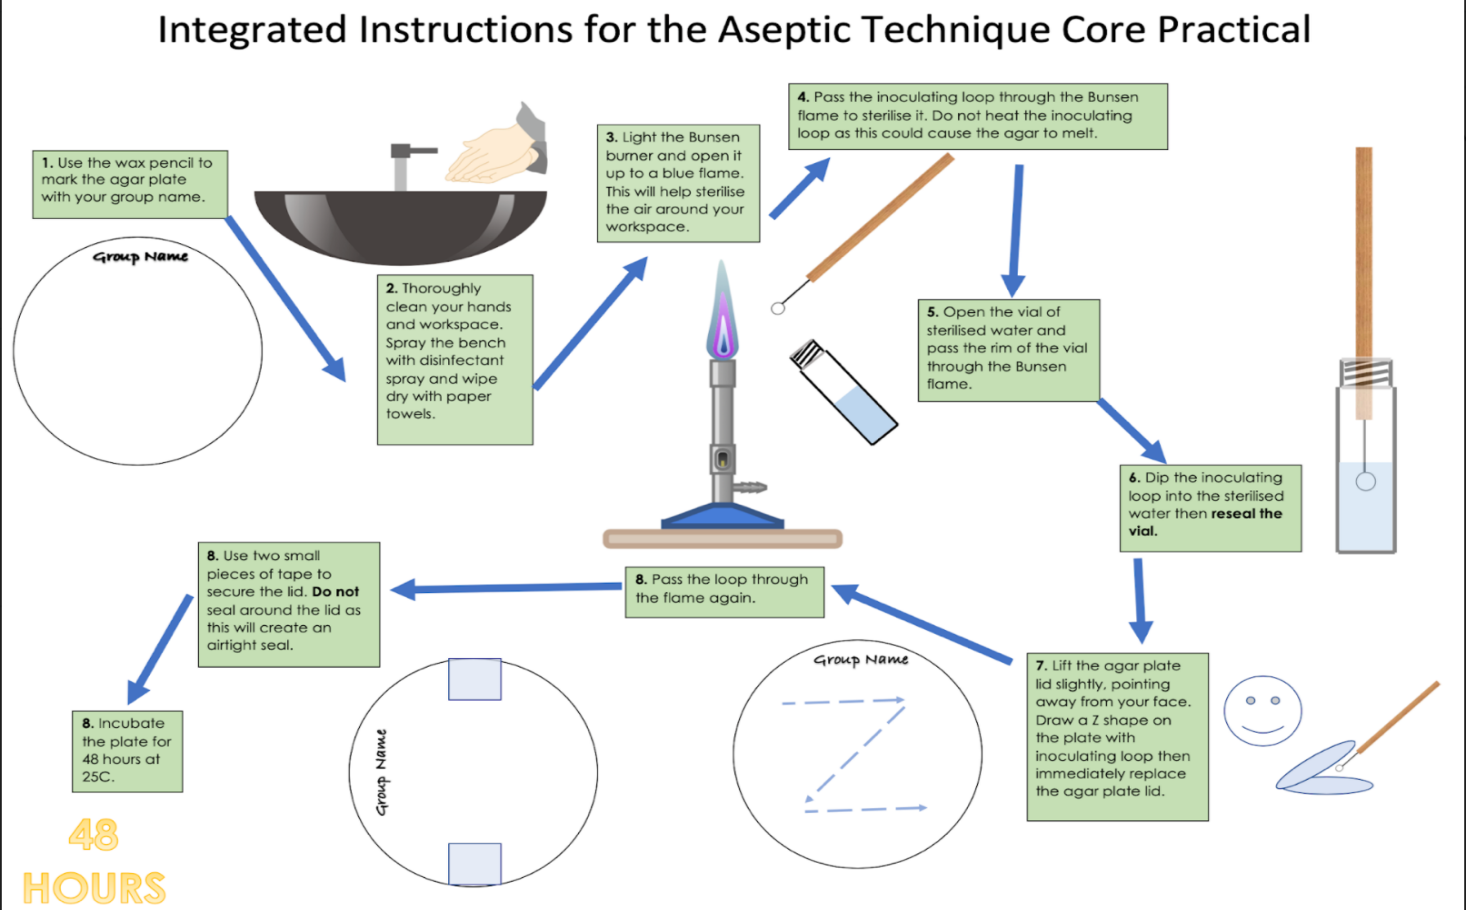 Integrated Instructions for the Aseptic Technique Core Practical
1. Use the wax pencil to
mark the agar plate
with your group name.
Group Name
2. Thoroughly
clean your hands
and workspace.
Spray the bench
with disinfectant
spray and wipe
dry with paper
towels.
3. Light the Bunsen
burner and open it
up to a blue flame.
This will help sterilise
the air around your
workspace.
4. Pass the inoculating loop through the Bunsen
flame to sterilise it. Do not heat the inoculating
loop as this could cause the agar to melt.
5. Open the vial of
sterilised water and
pass the rim of the vial
through the Bunsen
flame.
6. Dip the inoculating
loop into the sterilised
water then reseal the
vial.
7. Lift the agar plate
lid slightly, pointing
away from your face.
Draw a Z shape on
the plate with
inoculating loop then
immediately replace
the agar plate lid.
Group Name
8. Pass the loop through
the flame again.
8. Use two small
pieces of tape to
secure the lid. Do not
seal around the lid as
this will create an
airtight seal.
Group Name
8. Incubate
the plate for
48 hours at
25C.
48
HOURS